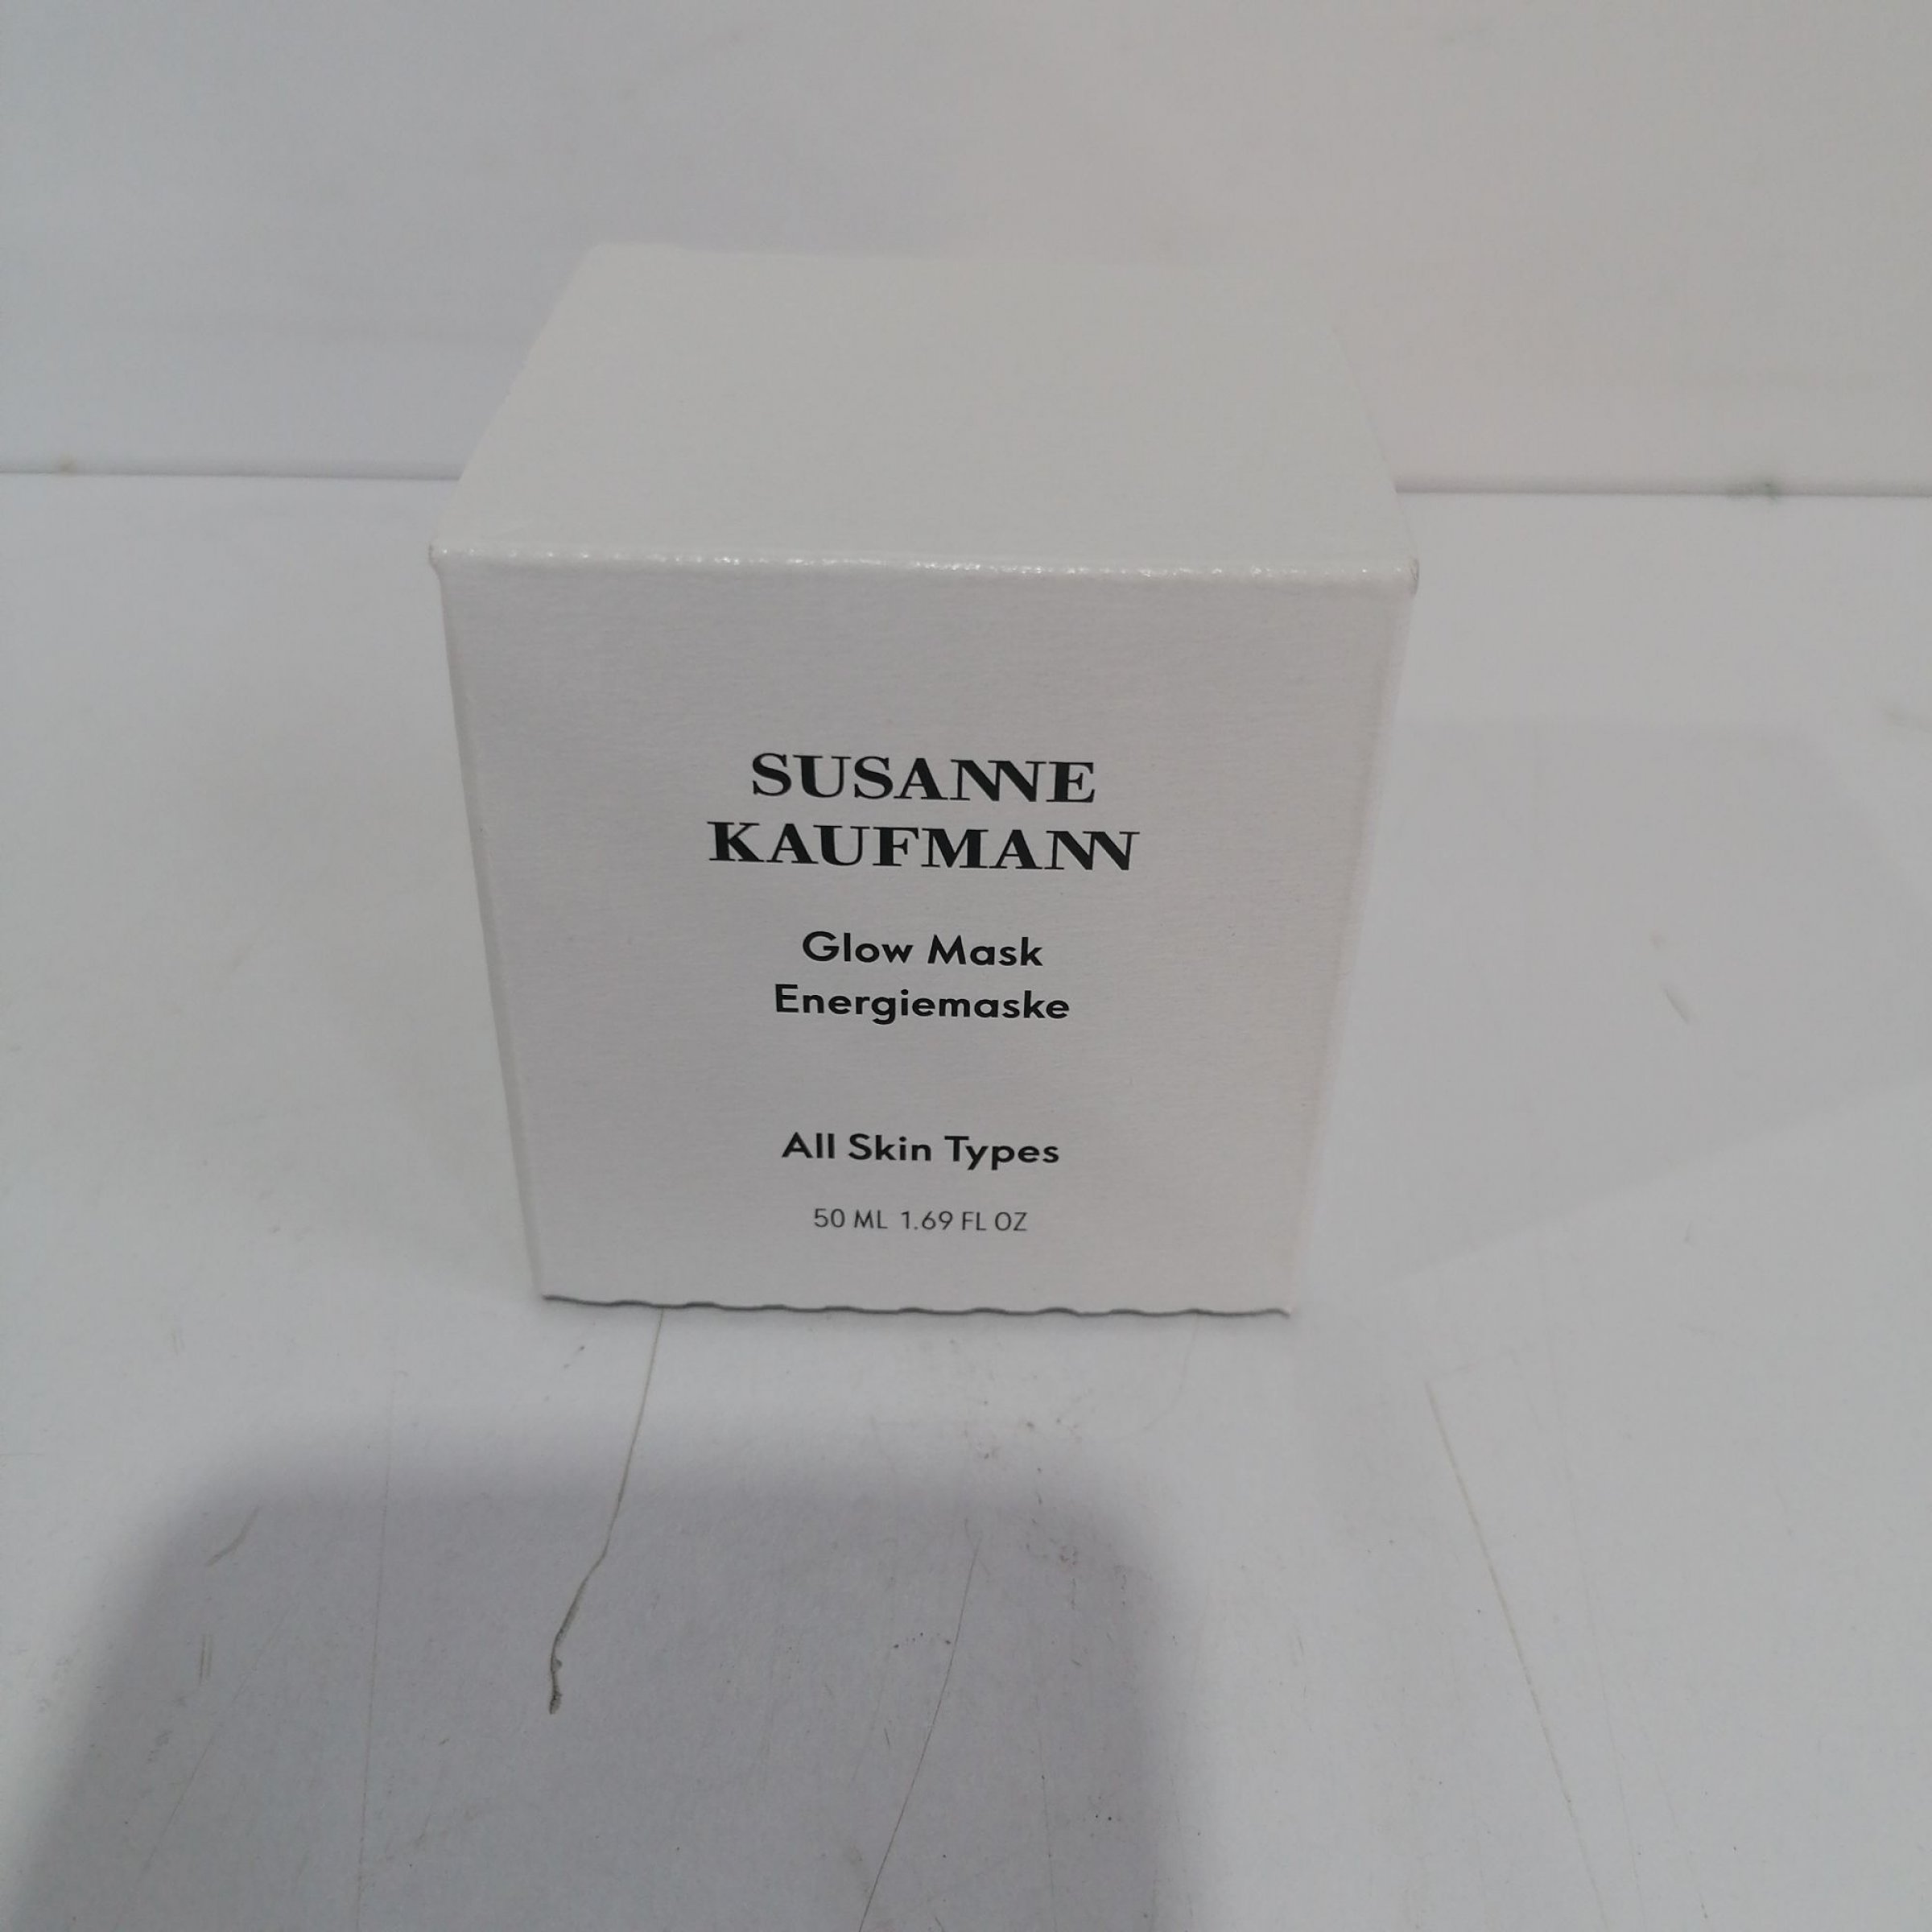 SUSANNE
KAUFMANN
Glow Mask
Energiemaske
All Skin Types
50 ML 1.69 FL OZ